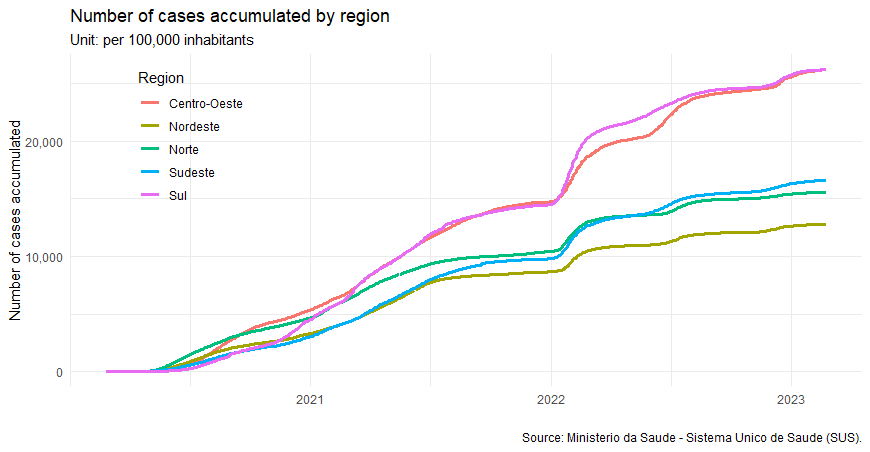 Number of cases accumulated by region
Unit: per 100,000 inhabitants
Number of cases accumulated
20,000
10,000
0
Region
Centro-Oeste
Nordeste
Norte
Sudeste
Sul
2021
2022
2023
Source: Ministerio da Saude - Sistema Unico de Saude (SUS).